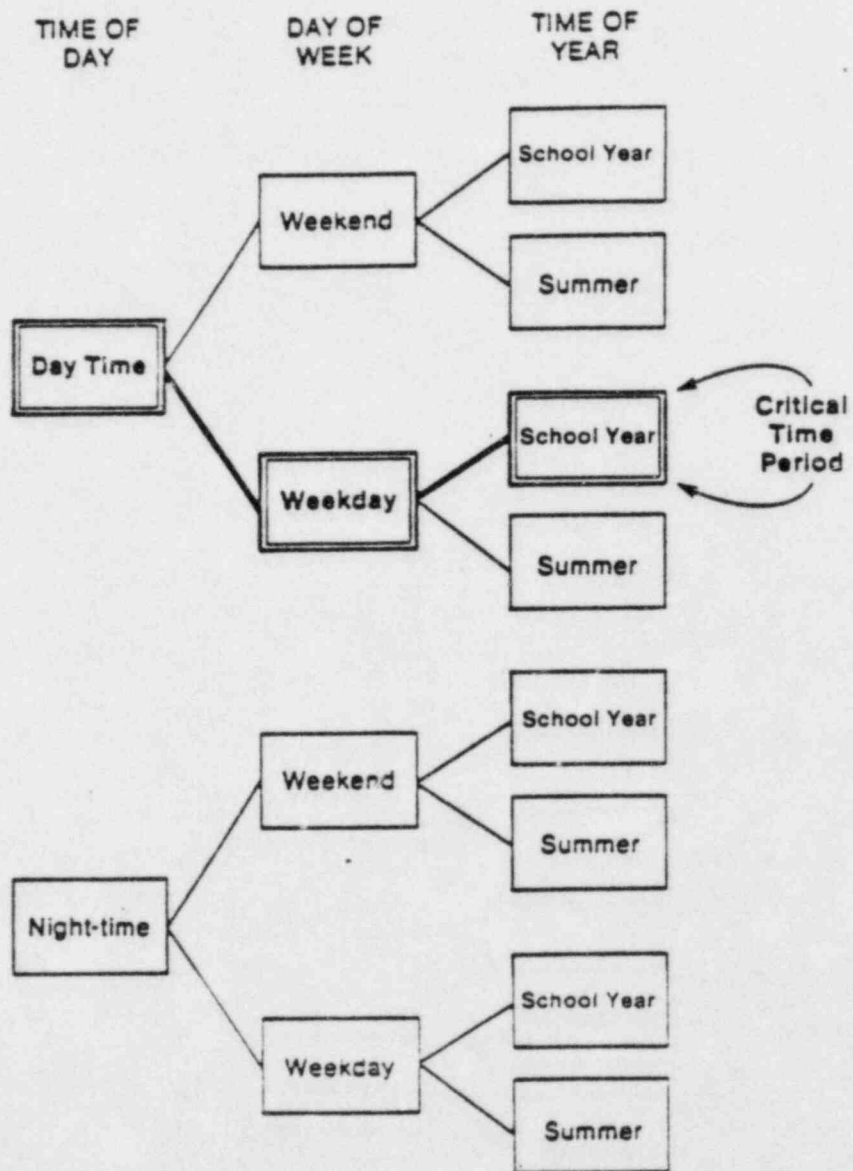 TIME OF
DAY
DAY OF
WEEK
TIME OF
YEAR
School Year
Weekend
Summer
Day Time
School Year
Critical
Time
Period
Weekday
Summer
School Year
Weekend
Summer
Night-time
School Year
Weekday
Summer